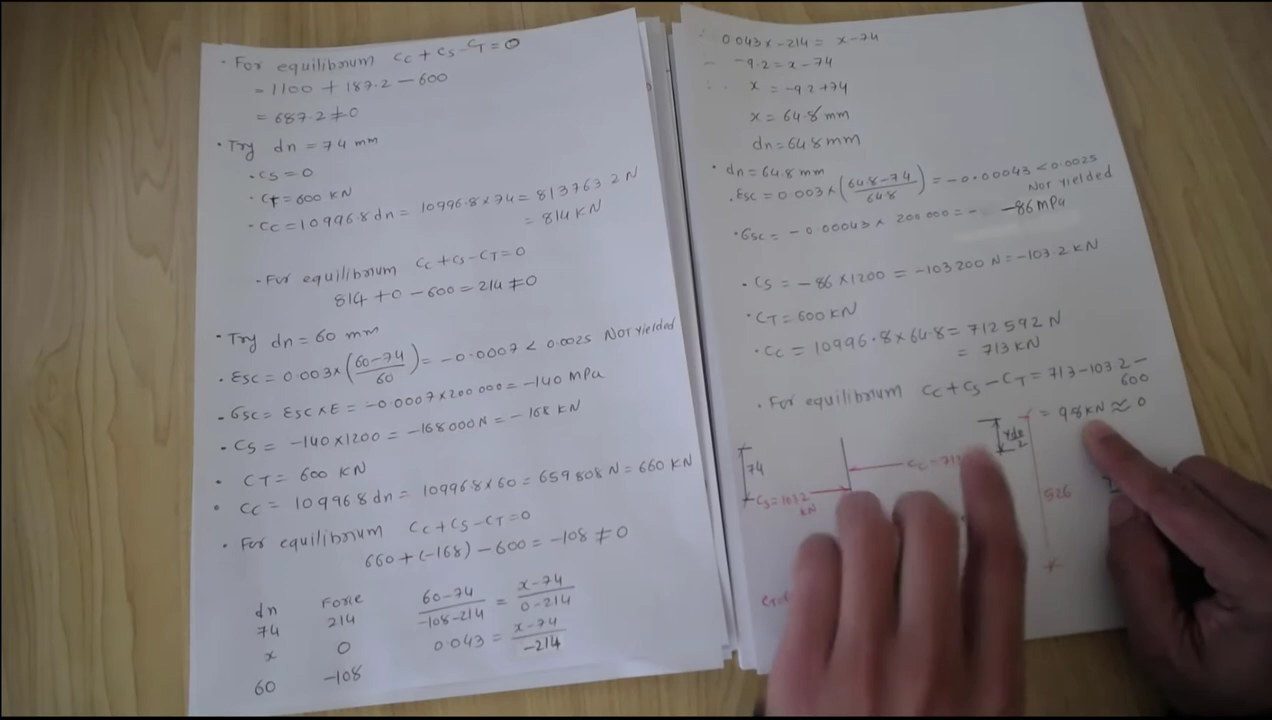 · For equilibrium Cc + Cs - CT = 0
= 1100 + 187.2 - 600
= 687.2 ≠ 0
· Try dn = 74 mm
· Cs = 0
· CT = 600 KN
· Cc = 10996.8 dn = 10996.8 × 74 = 813763.2 N
= 814 KN
· For equilibrium Cc + Cs - CT = 0
814 + 0 - 600 = 214 ≠ 0
· Try dn = 60 mm
· Esc = 0.003 × (60-74/60) = -0.0007 < 0.0025 Not yielded
· Gsc = Esc × E = -0.0007 × 200 000 = -140 MPa
· Cs = -140 × 1200 = -168 000 N = -168 KN
· CT = 600 KN
· Cc = 10996.8 dn = 10996.8 × 60 = 659808 N = 660 KN
· For equilibrium Cc + Cs - CT = 0
660 + (-168) - 600 = -108 ≠ 0
dn Force 60-74/-108-214 = x-74/0-214
74 214
x 0 0.043 = x-74/-214
60 -108
∴ 0.043 x -214 = x-74
-9.2 = x-74
∴ x = -9.2+74
x = 64.8 mm
dn = 64.8 mm
· dn = 64.8 mm
· Esc = 0.003 × (64.8-74/64.8) = -0.00043 < 0.0025
Not yielded
· Gsc = -0.00043 × 200 000 = - -86 MPa
· Cs = -86 × 1200 = -103 200 N = -103.2 KN
· CT = 600 KN
· Cc = 10996.8 × 64.8 = 712 592 N
= 713 KN
· For equilibrium Cc + Cs - CT = 713 - 103.2 -
600
= 9.8 KN ≈ 0
74
Cs = 103.2
KN
526